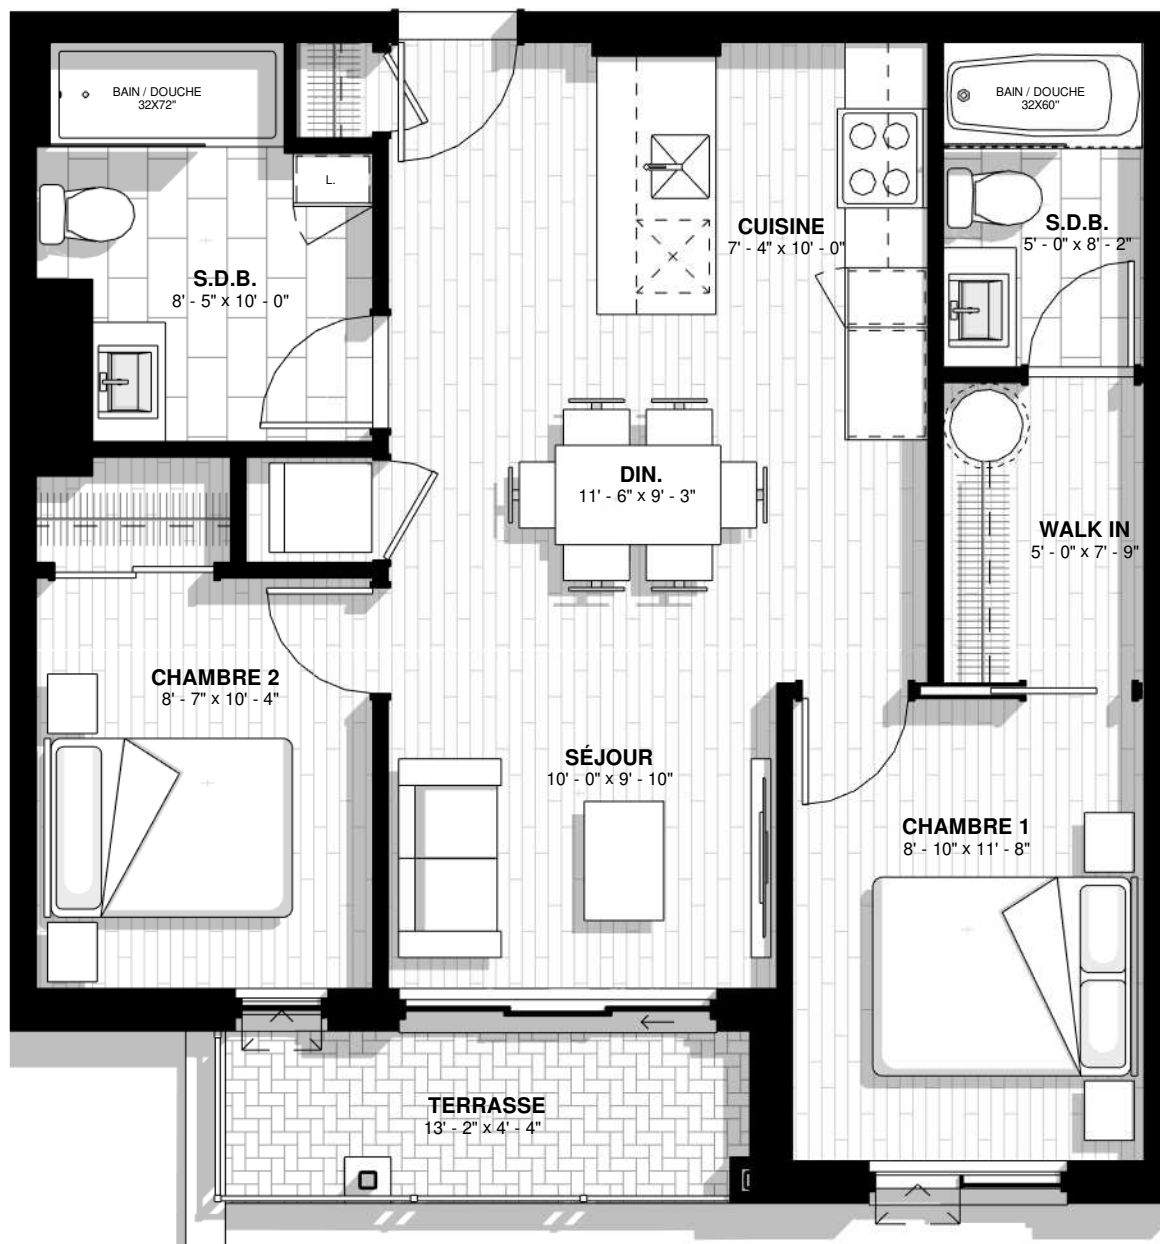 BAIN / DOUCHE
32X72"
BAIN / DOUCHE
32X60"
L.
CUISINE
7' - 4" x 10' - 0"
S.D.B.
5' - 0" x 8' - 2"
S.D.B.
8' - 5" x 10' - 0"
DIN.
11' - 6" x 9' - 3"
WALK IN
5' - 0" x 7' - 9"
CHAMBRE 2
8' - 7" x 10' - 4"
SÉJOUR
10' - 0" x 9' - 10"
CHAMBRE 1
8' - 10" x 11' - 8"
TERRASSE
13' - 2" x 4' - 4"